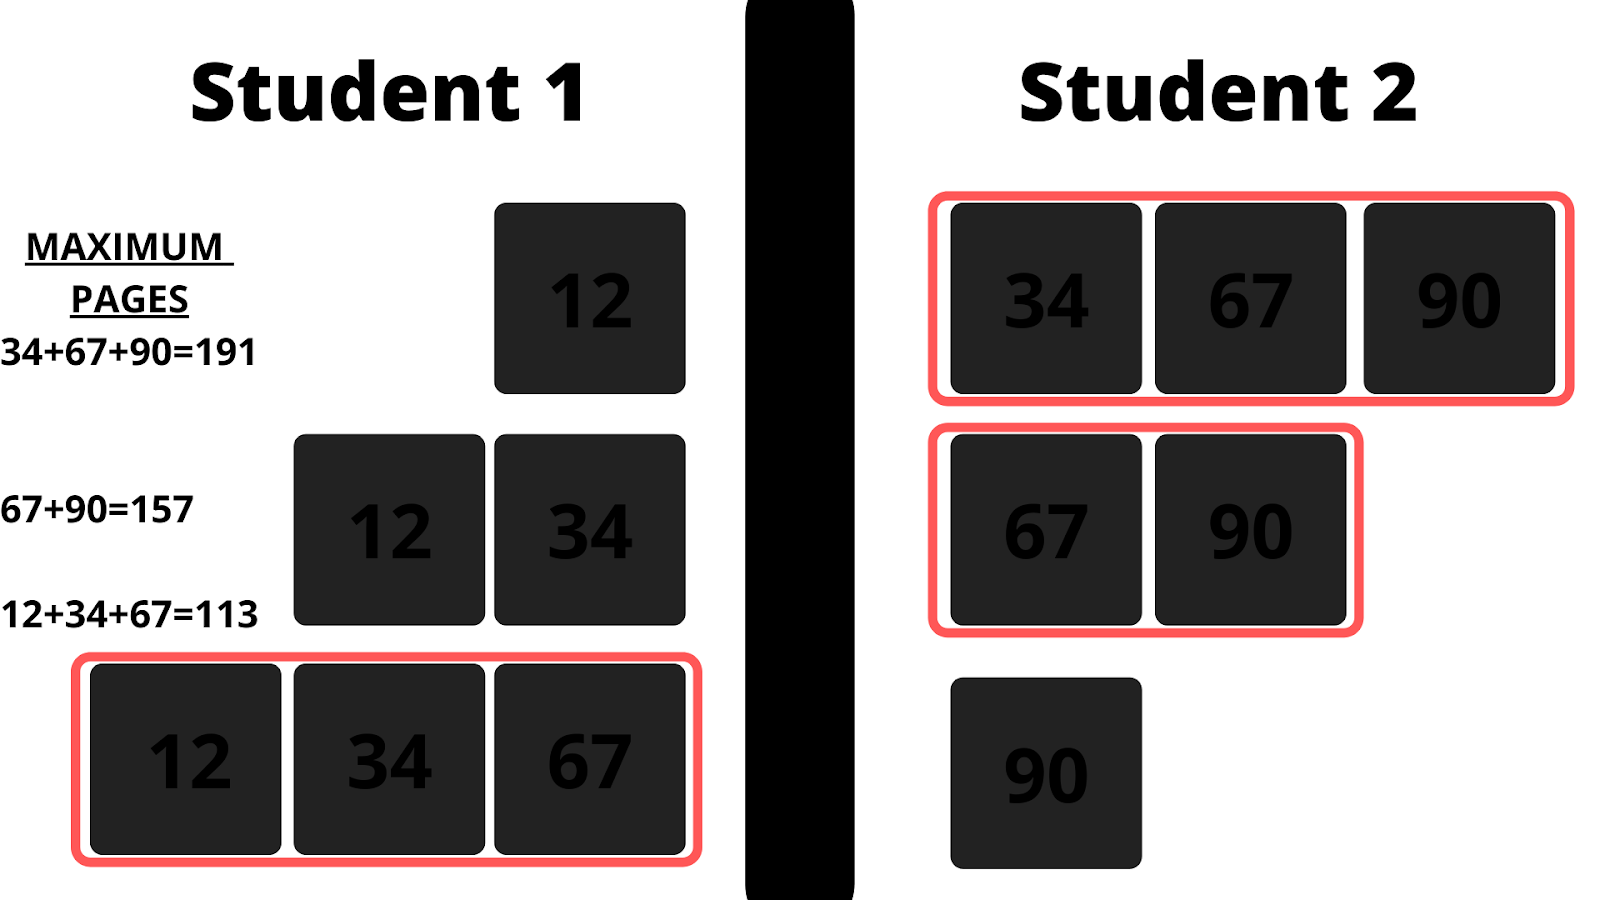 Student 1
Student 2
MAXIMUM
PAGES
34+67+90=191
12
34 67 90
67+90=157
12 34
67 90
12+34+67=113
12 34 67
90